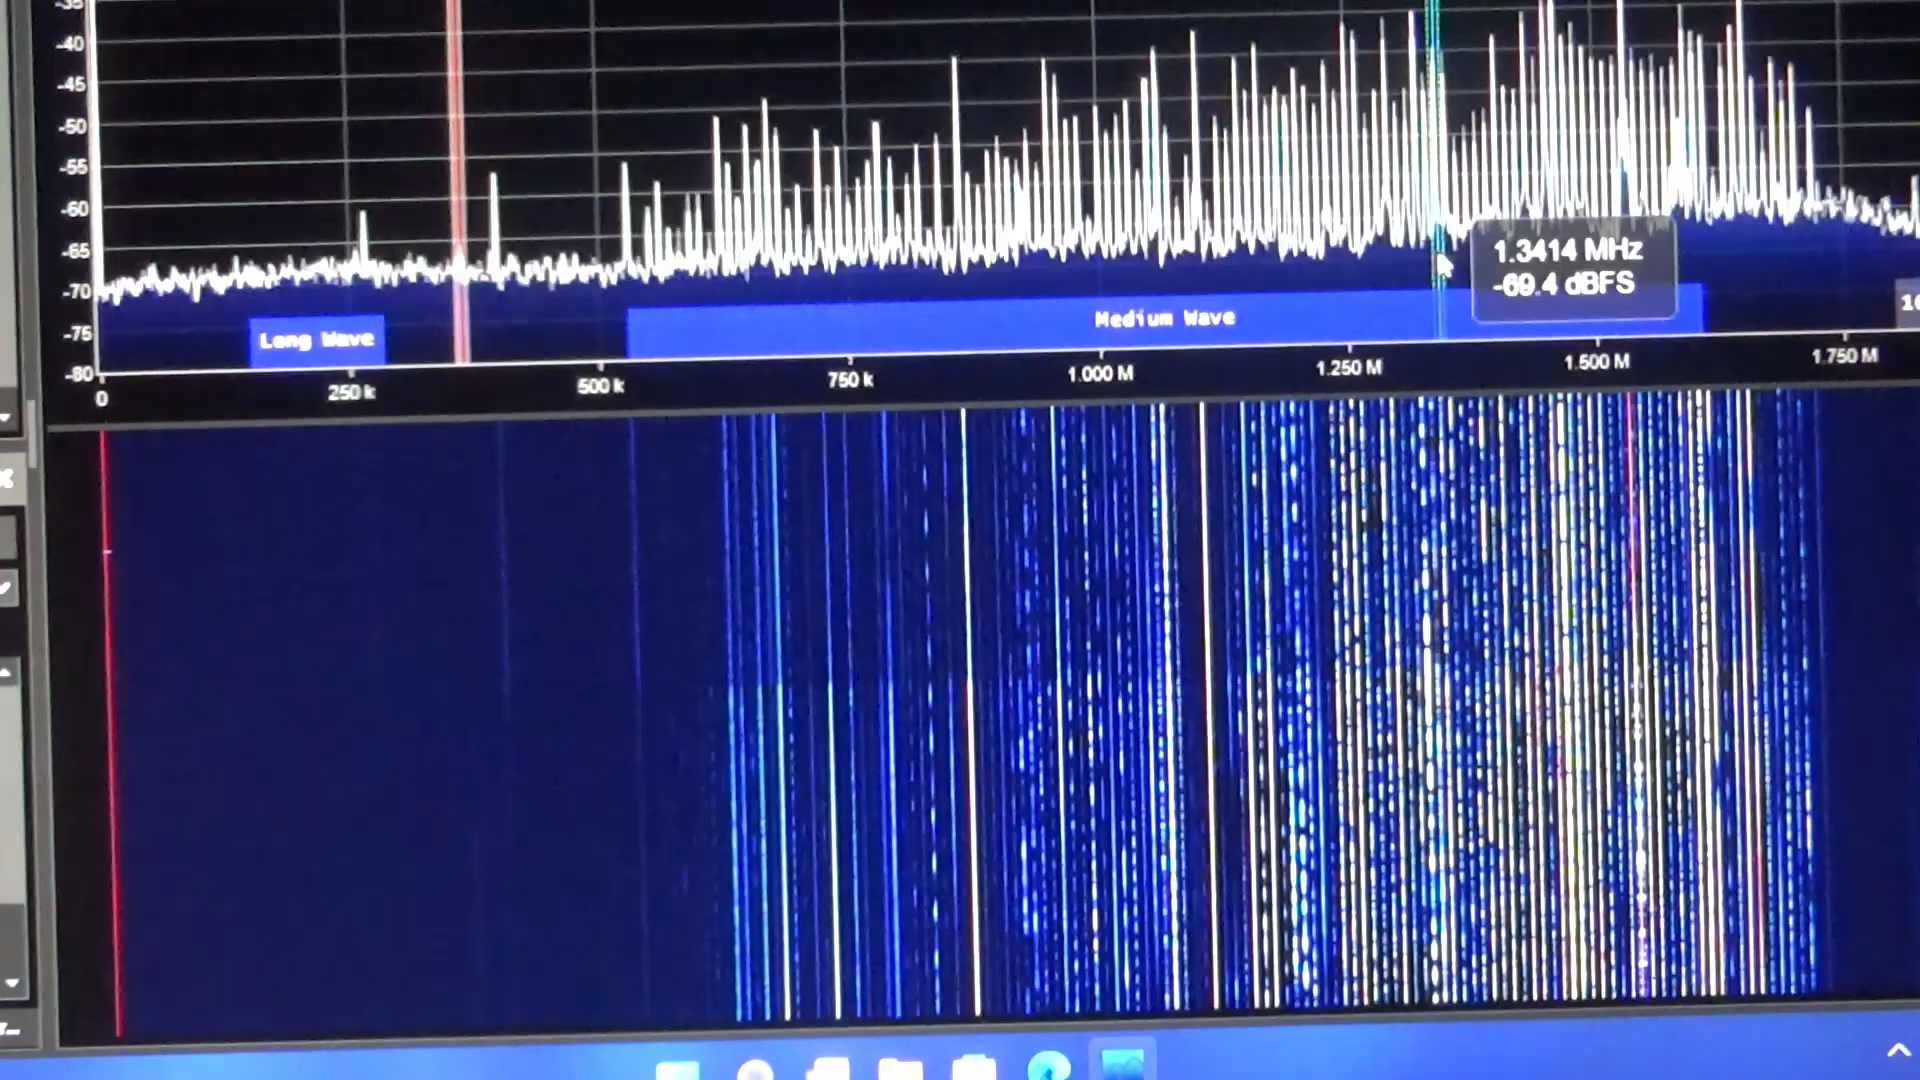 -35
-40
-45
-50
-55
-60
-65
-70
-75
-80
1.3414 MHz
-69.4 dBFS
Long Wave
Medium Wave
0
250 k
500 k
750 k
1.000 M
1.250 M
1.500 M
1.750 M